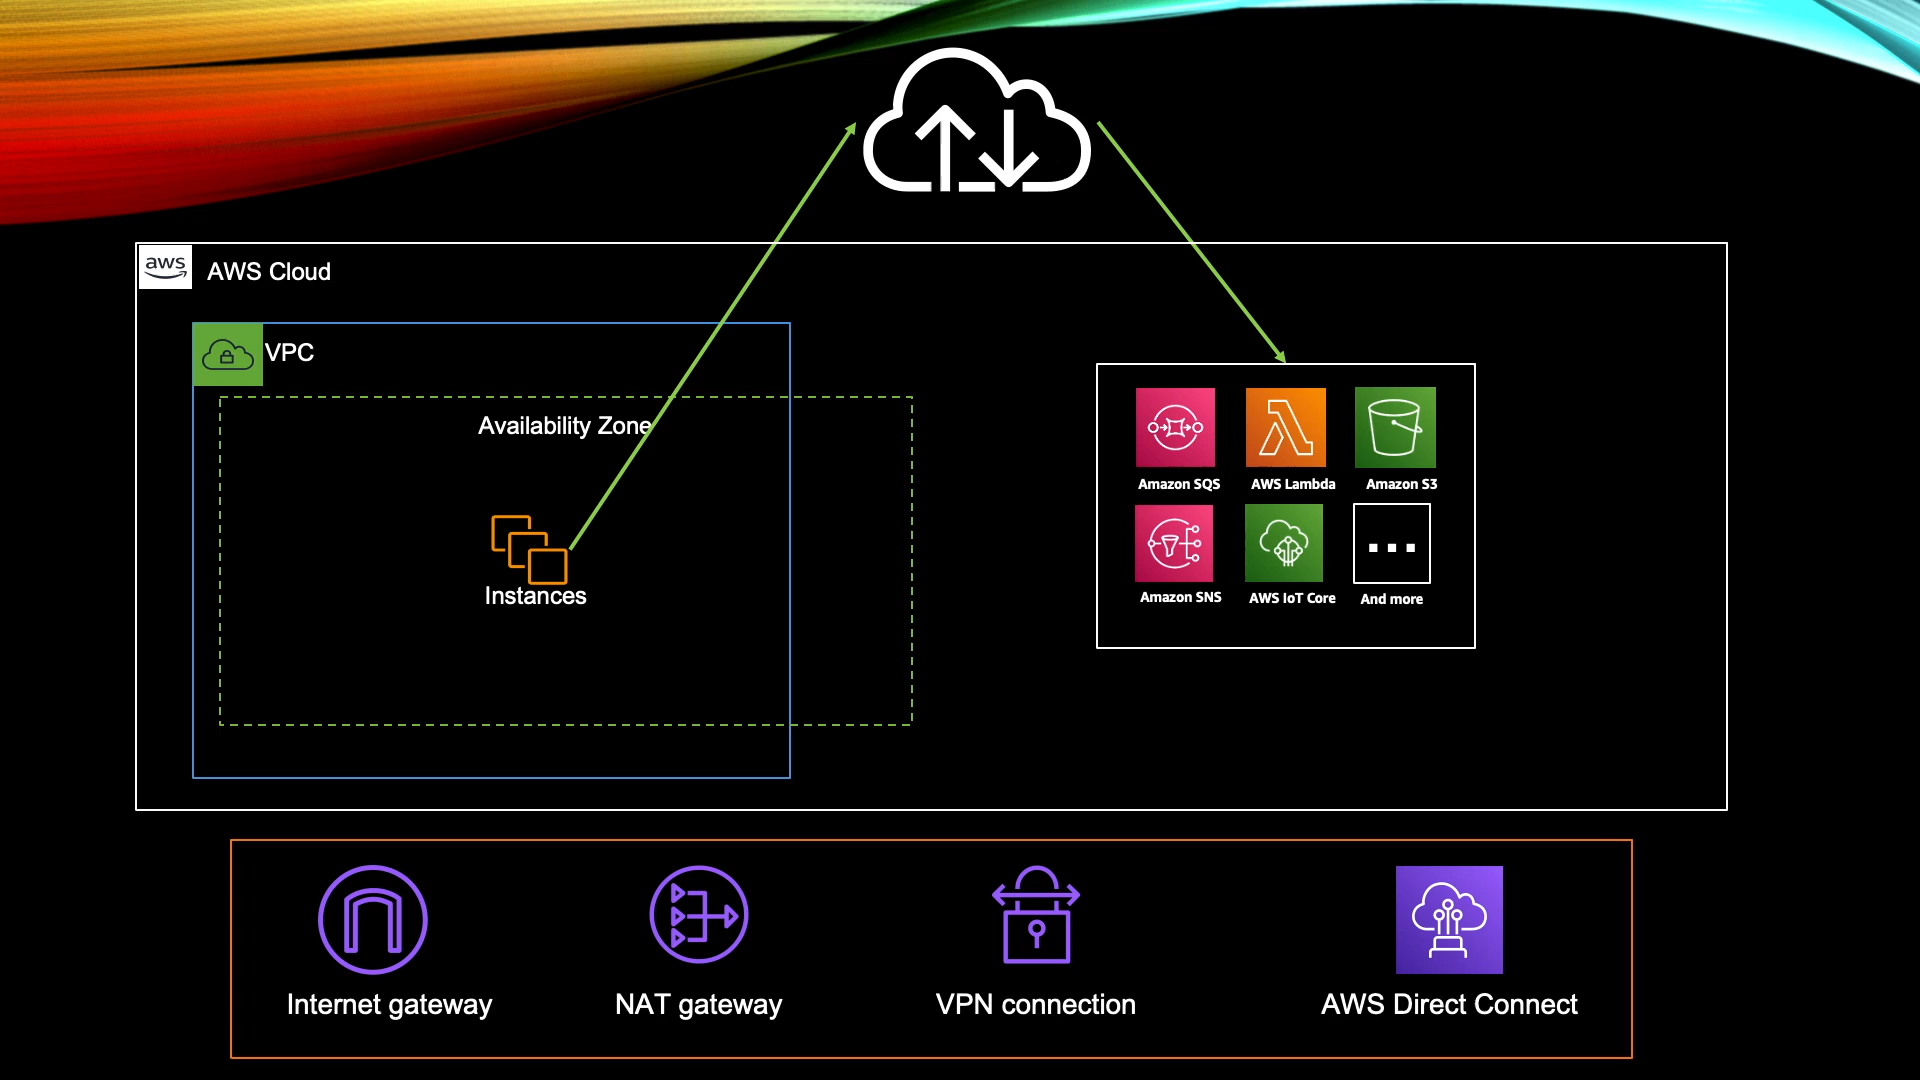 aws
AWS Cloud
VPC
Availability Zone
Instances
Amazon SQS
AWS Lambda
Amazon S3
Amazon SNS
AWS IoT Core
And more
Internet gateway
NAT gateway
VPN connection
AWS Direct Connect